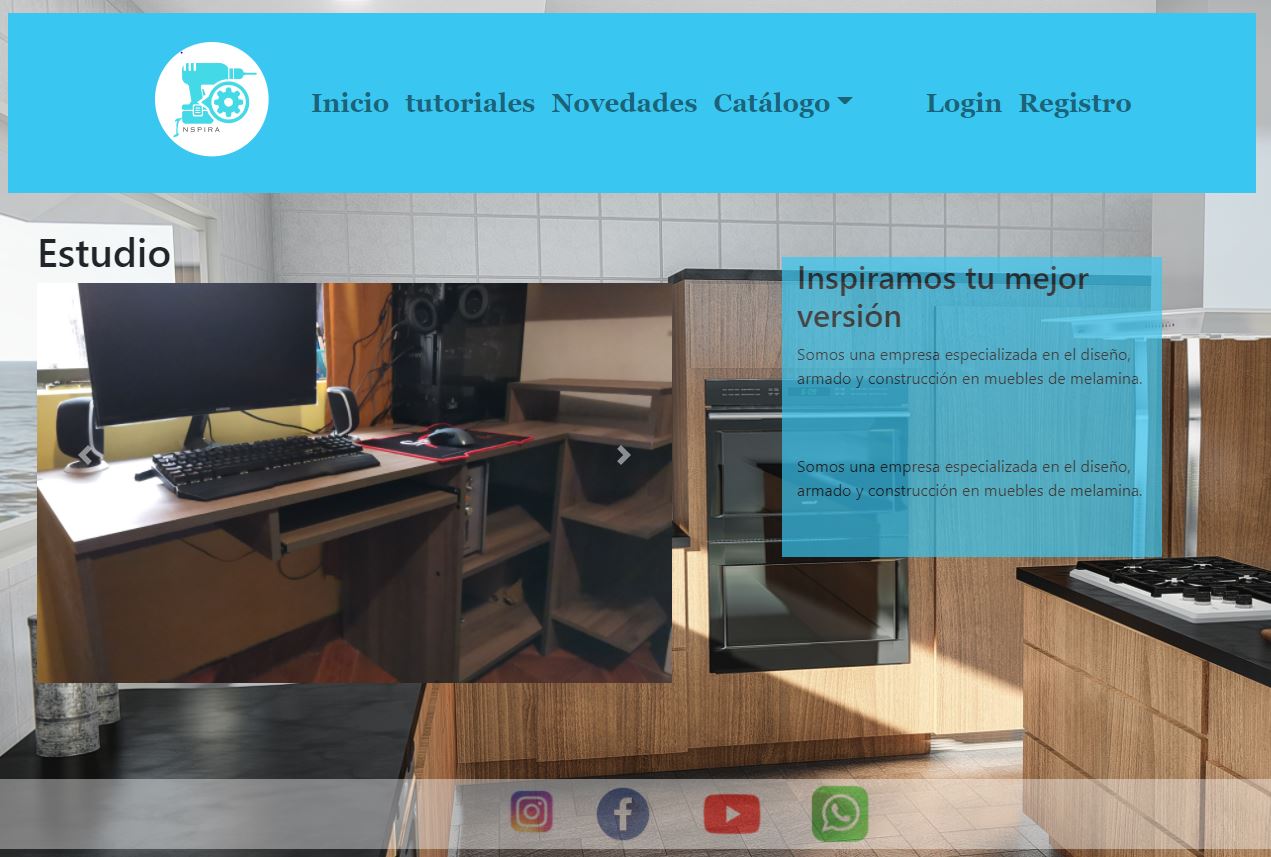 NSPIRA
Inicio tutoriales Novedades Catálogo Login Registro
Estudio
Inspiramos tu mejor
versión
Somos una empresa especializada en el diseño,
armado y construcción en muebles de melamina.
Somos una empresa especializada en el diseño,
armado y construcción en muebles de melamina.